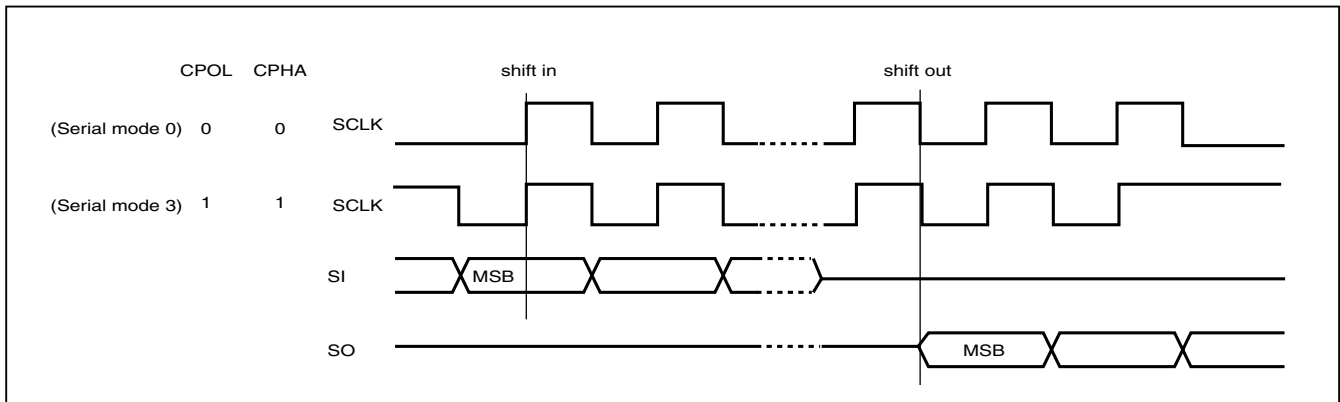 CPOL CPHA shift in shift out
(Serial mode 0) 0 0 SCLK
(Serial mode 3) 1 1 SCLK
SI MSB
SO MSB